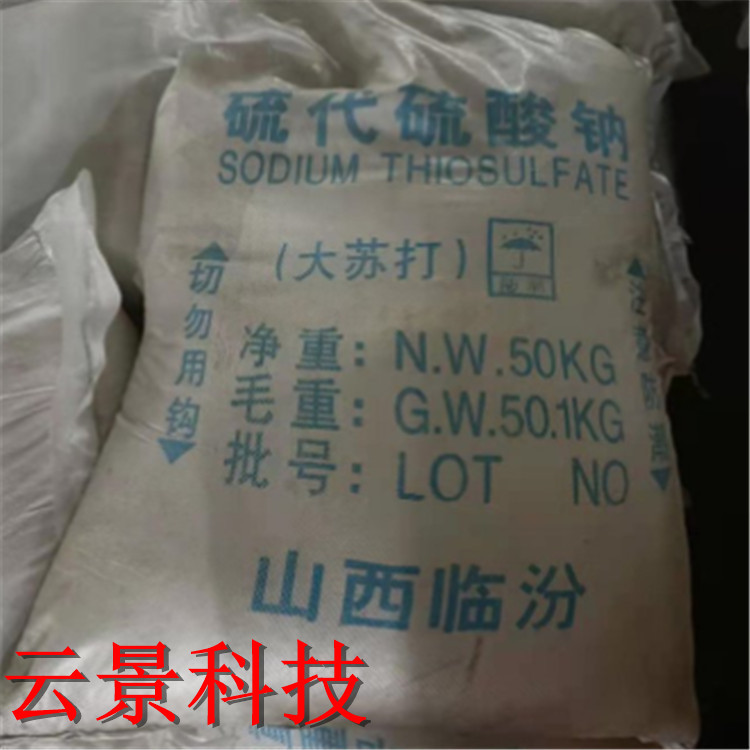 硫代硫酸钠
SODIUM THIOSULFATE
(大苏打)
切勿用钩
净重: N.W.50KG
毛重: G.W.50.1KG
批号: LOT NO
山西临汾
云景科技